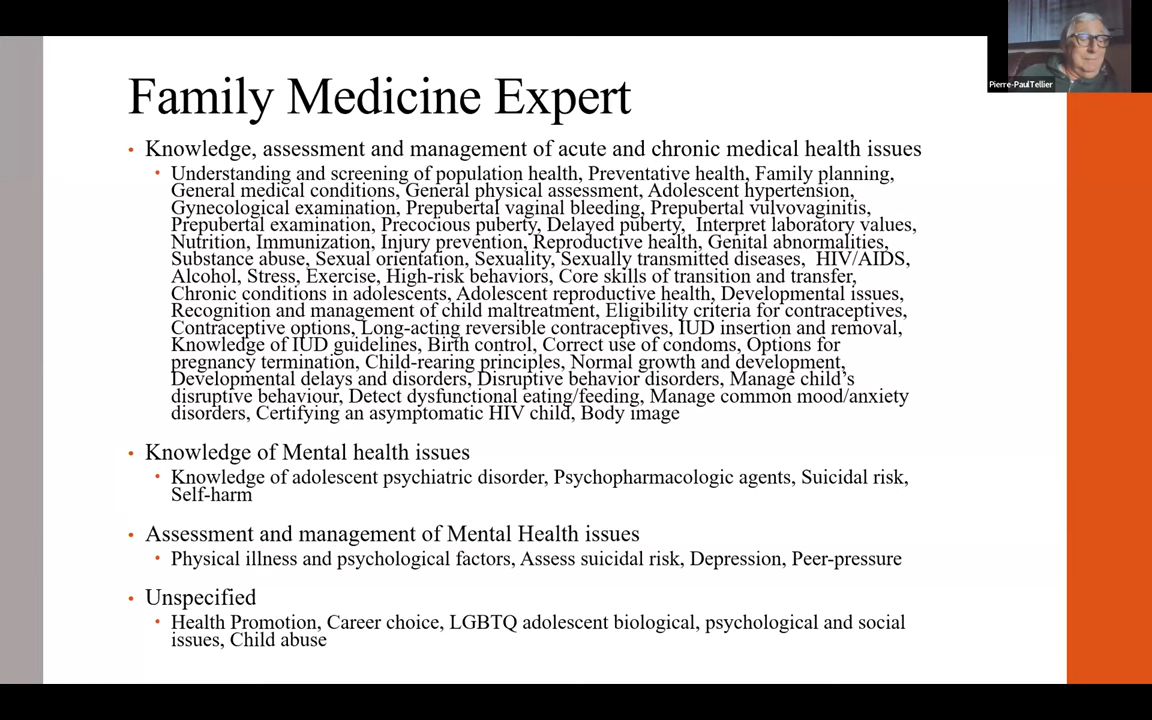 Pierre-PaulTellier
Family Medicine Expert
• Knowledge, assessment and management of acute and chronic medical health issues
• Understanding and screening of population health, Preventative health, Family planning,
General medical conditions, General physical assessment, Adolescent hypertension,
Gynecological examination, Prepubertal vaginal bleeding, Prepubertal vulvovaginitis,
Prepubertal examination, Precocious puberty, Delayed puberty, Interpret laboratory values,
Nutrition, Immunization, Injury prevention, Reproductive health, Genital abnormalities,
Substance abuse, Sexual orientation, Sexuality, Sexually transmitted diseases, HIV/AIDS,
Alcohol, Stress, Exercise, High-risk behaviors, Core skills of transition and transfer,
Chronic conditions in adolescents, Adolescent reproductive health, Developmental issues,
Recognition and management of child maltreatment, Eligibility criteria for contraceptives,
Contraceptive options, Long-acting reversible contraceptives, IUD insertion and removal,
Knowledge of IUD guidelines, Birth control, Correct use of condoms, Options for
pregnancy termination, Child-rearing principles, Normal growth and development,
Developmental delays and disorders, Disruptive behavior disorders, Manage child’s
disruptive behaviour, Detect dysfunctional eating/feeding, Manage common mood/anxiety
disorders, Certifying an asymptomatic HIV child, Body image
• Knowledge of Mental health issues
• Knowledge of adolescent psychiatric disorder, Psychopharmacologic agents, Suicidal risk,
Self-harm
• Assessment and management of Mental Health issues
• Physical illness and psychological factors, Assess suicidal risk, Depression, Peer-pressure
• Unspecified
• Health Promotion, Career choice, LGBTQ adolescent biological, psychological and social
issues, Child abuse